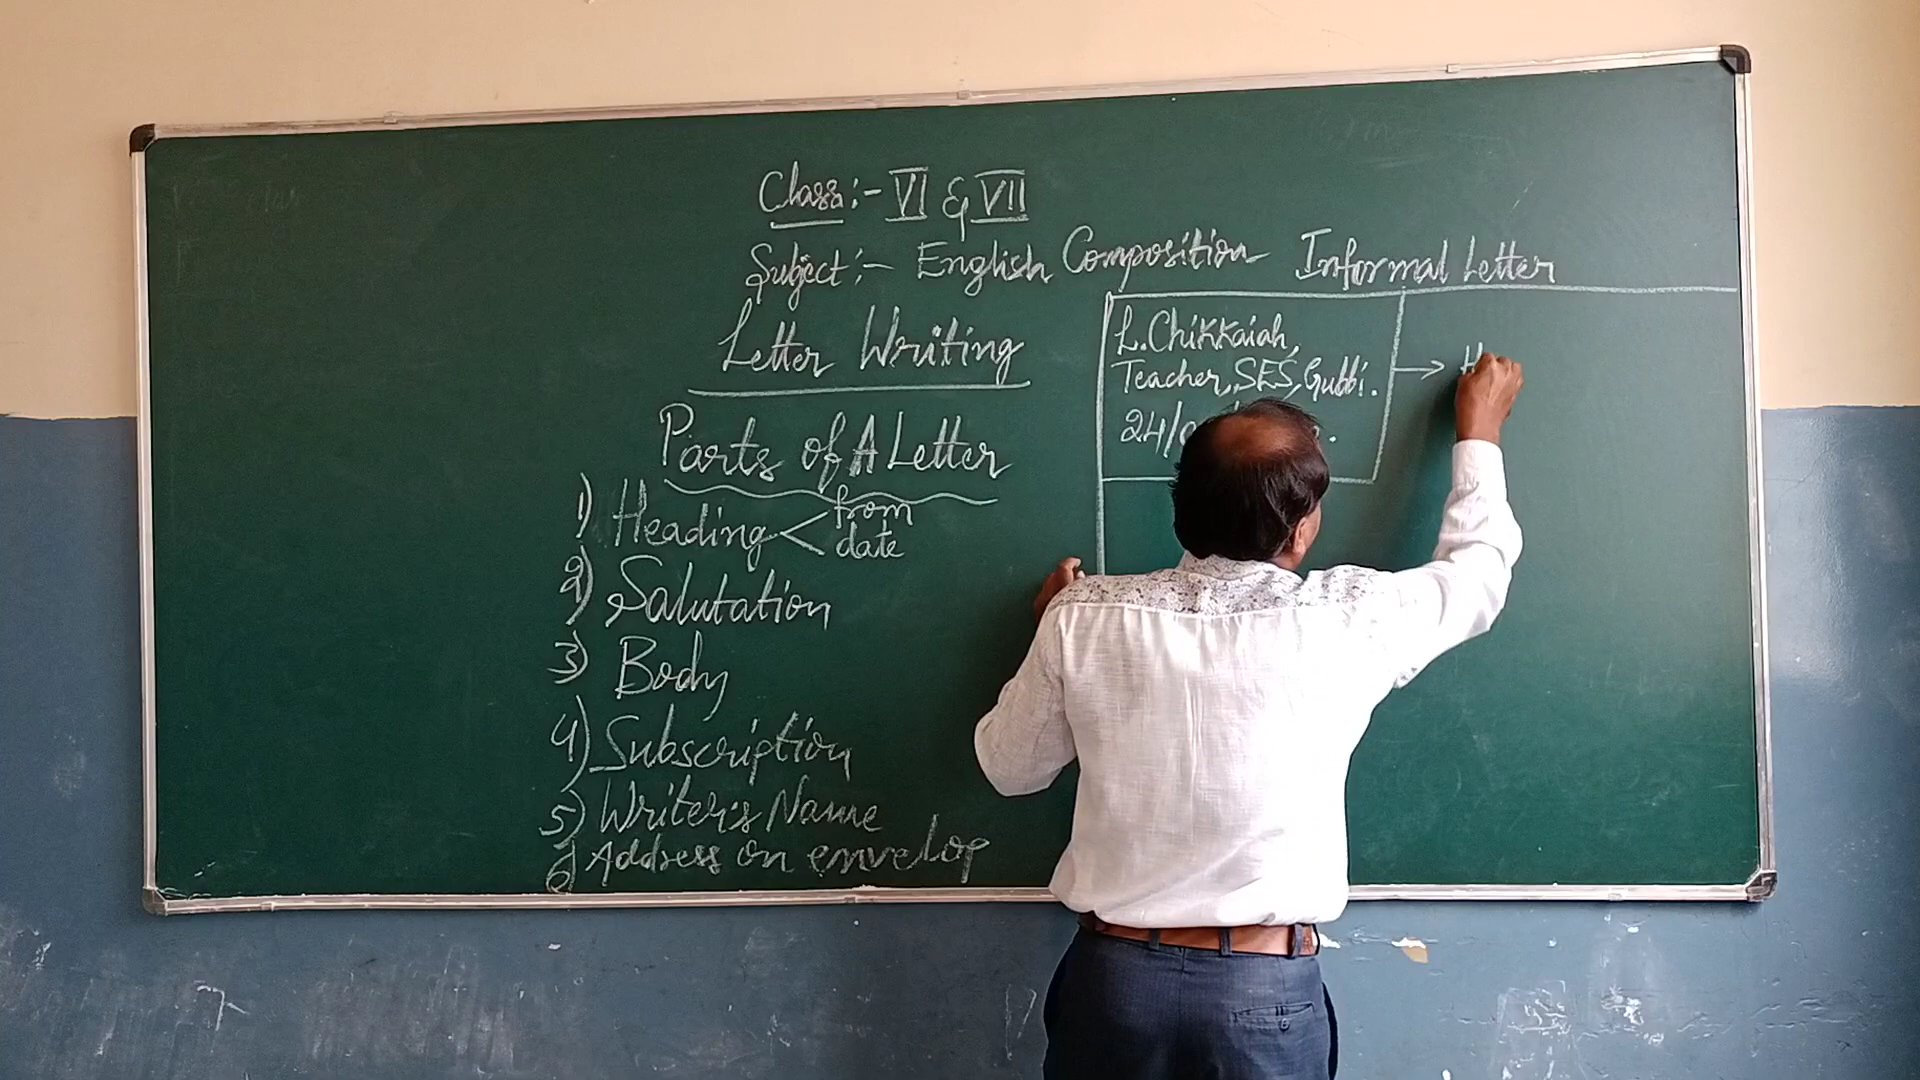 Class:- VI & VII
Subject:- English Composition
Letter Writing
Parts of A Letter
1) Heading < from
date
2) Salutation
3) Body
4) Subscription
5) Writer's Name
6) Address on envelop
Informal Letter
L.Chikkaiah,
Teacher, SES, Gubbi.
24/
→ H